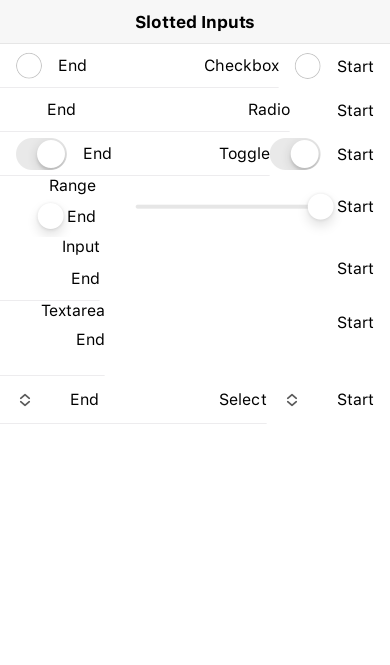 Slotted Inputs
End Checkbox Start
End Radio Start
End Toggle Start
Range
End Start
Input
End Start
Textarea
End Start
End Select Start